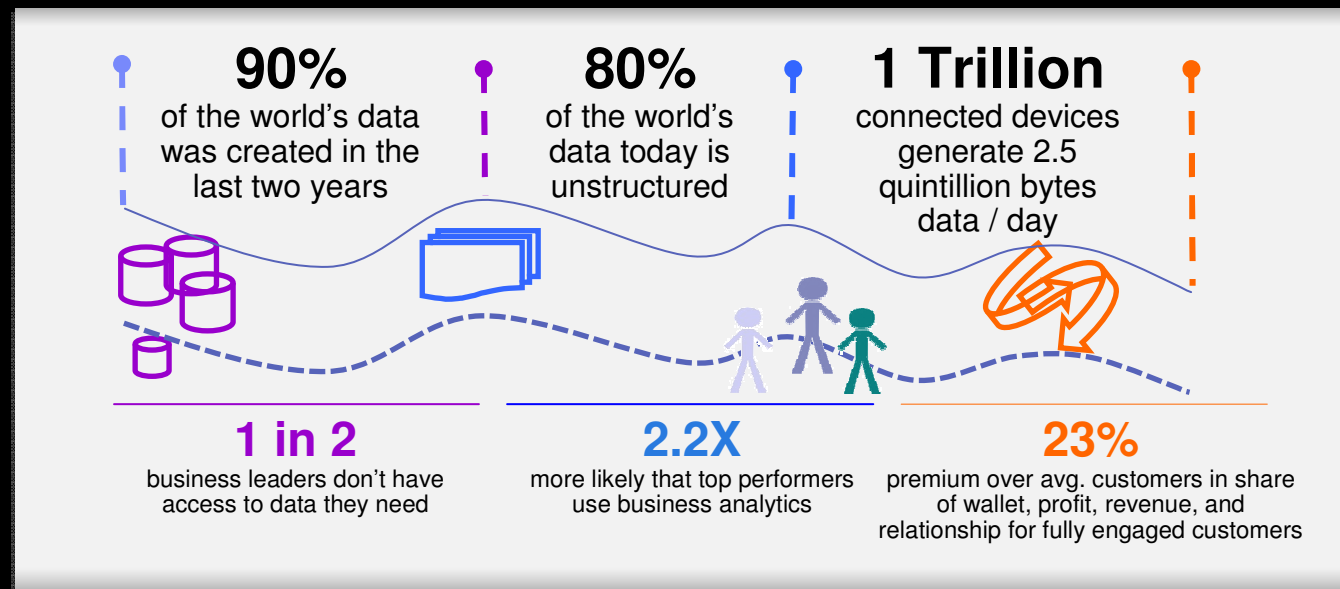 90%
of the world's data
was created in the
last two years
80%
of the world's
data today is
unstructured
1 Trillion
connected devices
generate 2.5
quintillion bytes
data / day
1 in 2
business leaders don't have
access to data they need
2.2X
more likely that top performers
use business analytics
23%
premium over avg. customers in share
of wallet, profit, revenue, and
relationship for fully engaged customers